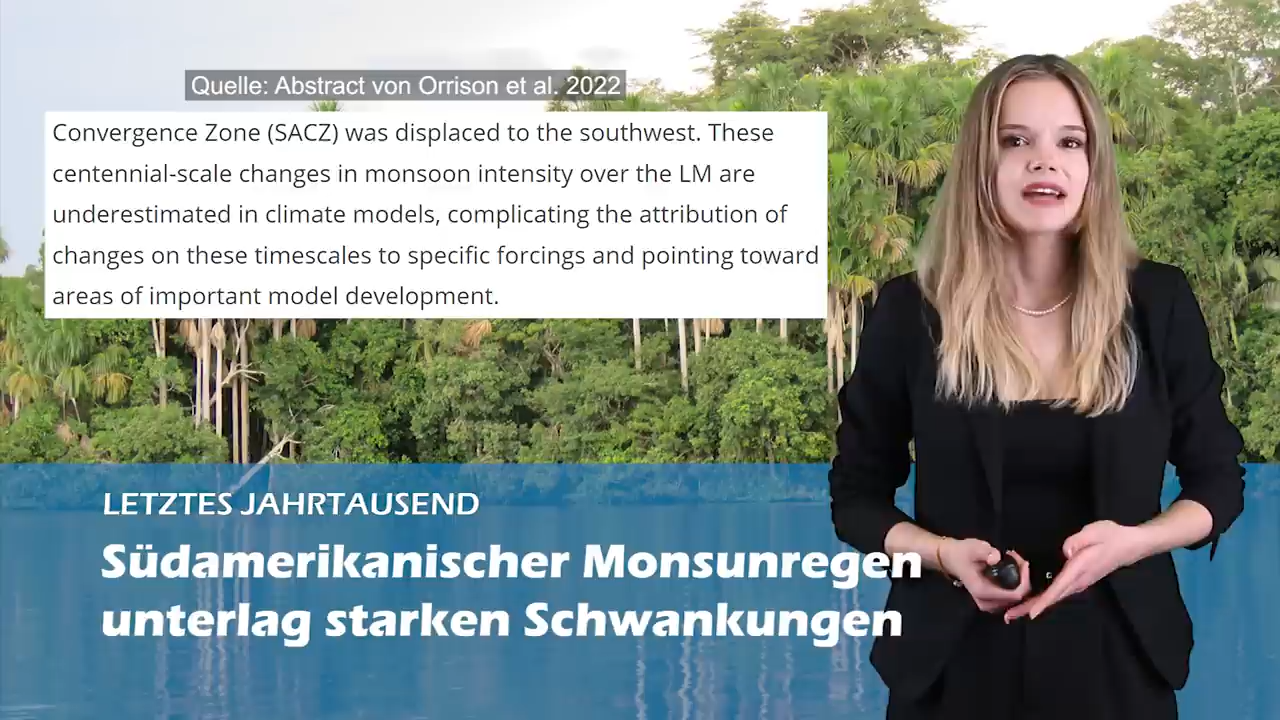 Quelle: Abstract von Orrison et al. 2022
Convergence Zone (SACZ) was displaced to the southwest. These
centennial-scale changes in monsoon intensity over the LM are
underestimated in climate models, complicating the attribution of
changes on these timescales to specific forcings and pointing toward
areas of important model development.
LETZTES JAHRTAUSEND
Südamerikanischer Monsunregen
unterlag starken Schwankungen